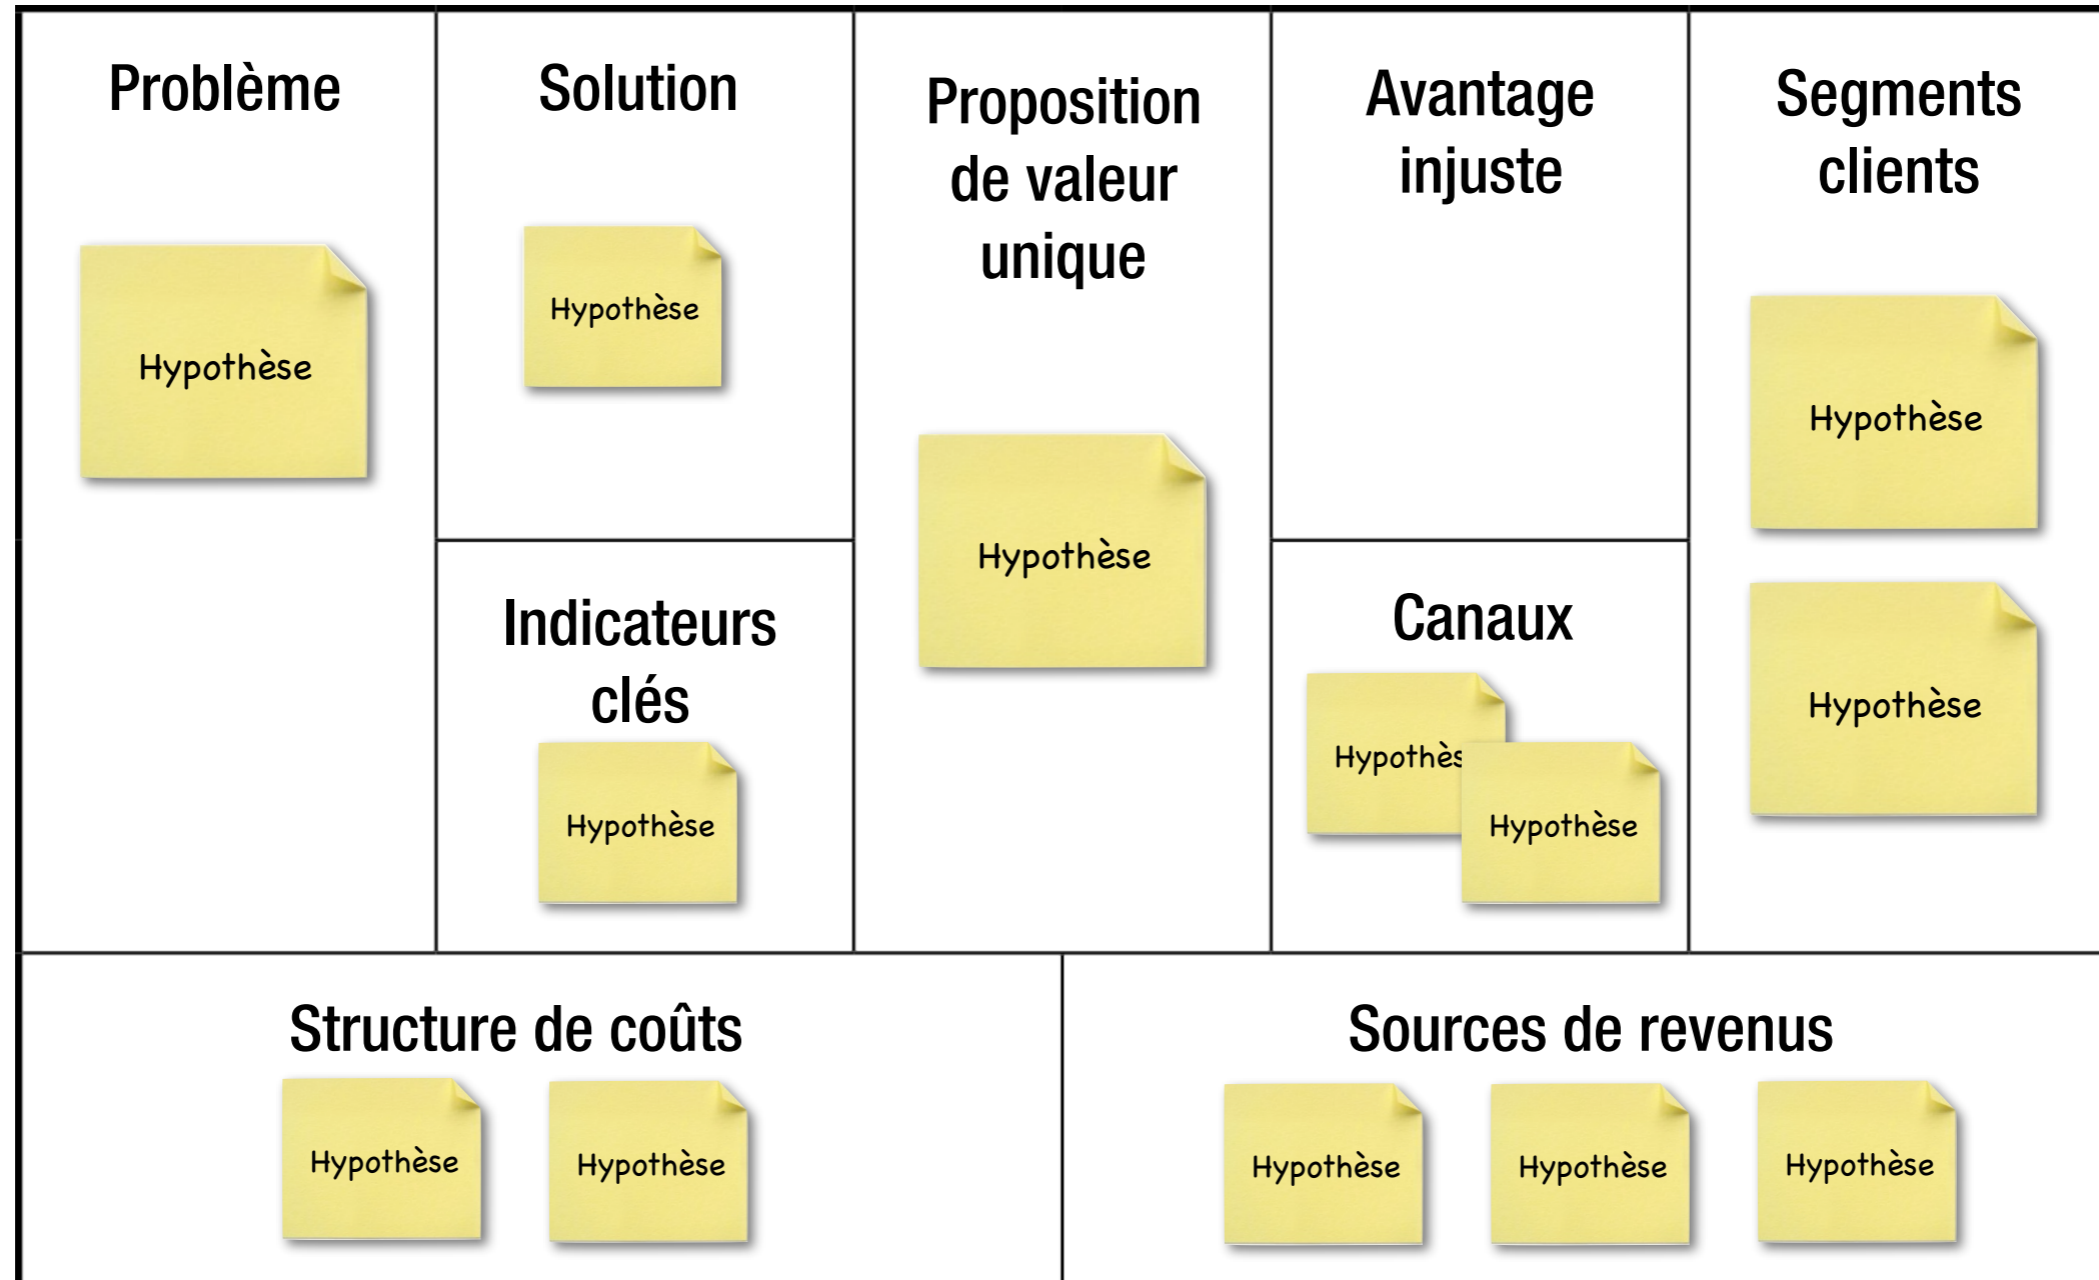 Problème
Hypothèse
Solution
Hypothèse
Indicateurs
clés
Hypothèse
Proposition
de valeur
unique
Hypothèse
Avantage
injuste
Canaux
Hypothès
Hypothèse
Segments
clients
Hypothèse
Hypothèse
Structure de coûts
Hypothèse
Hypothèse
Sources de revenus
Hypothèse
Hypothèse
Hypothèse